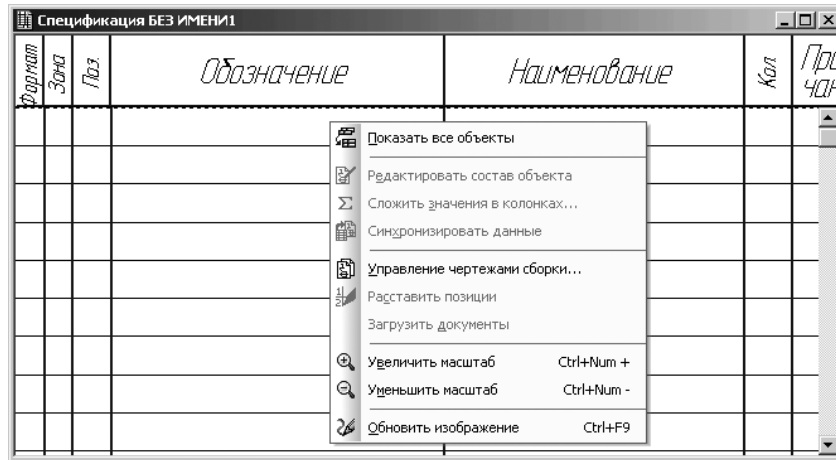 Спецификация БЕЗ ИМЕНИ1
Формат
Зона
Поз.
Обозначение
Наименование
Кол.
Показать все объекты
Редактировать состав объекта
Сложить значения в колонках...
Синхронизировать данные
Управление чертежами сборки...
Расставить позиции
Загрузить документы
Увеличить масштаб Ctrl+Num +
Уменьшить масштаб Ctrl+Num -
Обновить изображение Ctrl+F9